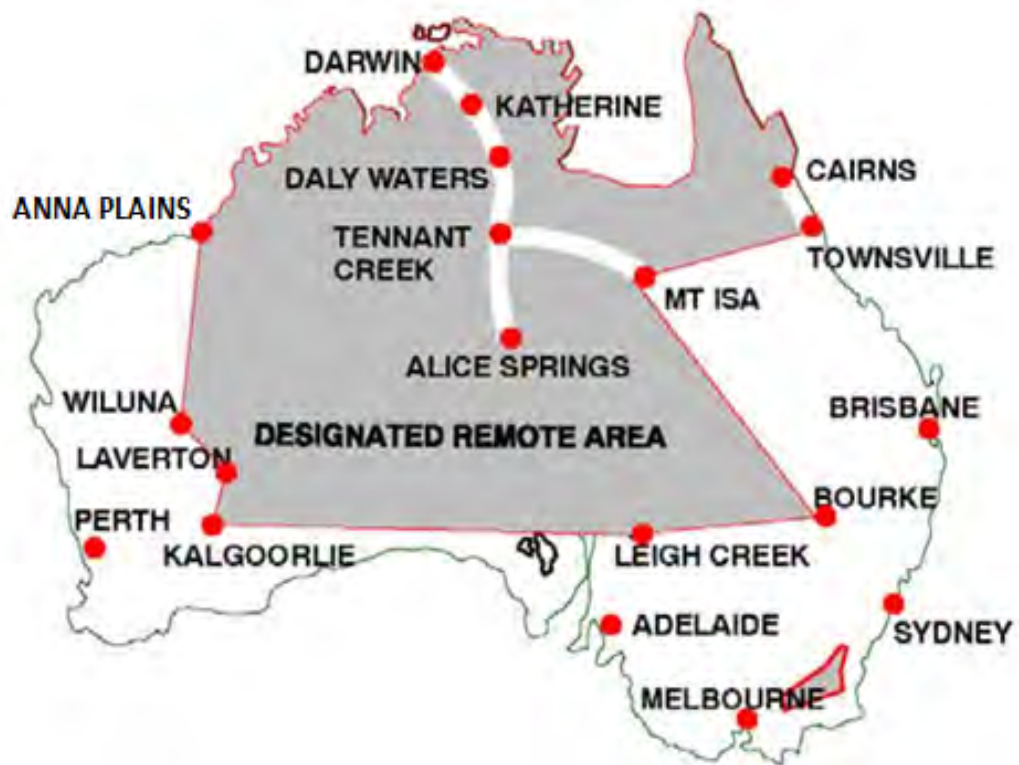 DARWIN
KATHERINE
DALY WATERS
CAIRNS
ANNA PLAINS
TENNANT
CREEK
TOWNSVILLE
MT ISA
ALICE SPRINGS
WILUNA
BRISBANE
DESIGNATED REMOTE AREA
LAVERTON
BOURKE
PERTH
KALGOORLIE
LEIGH CREEK
ADELAIDE
SYDNEY
MELBOURNE